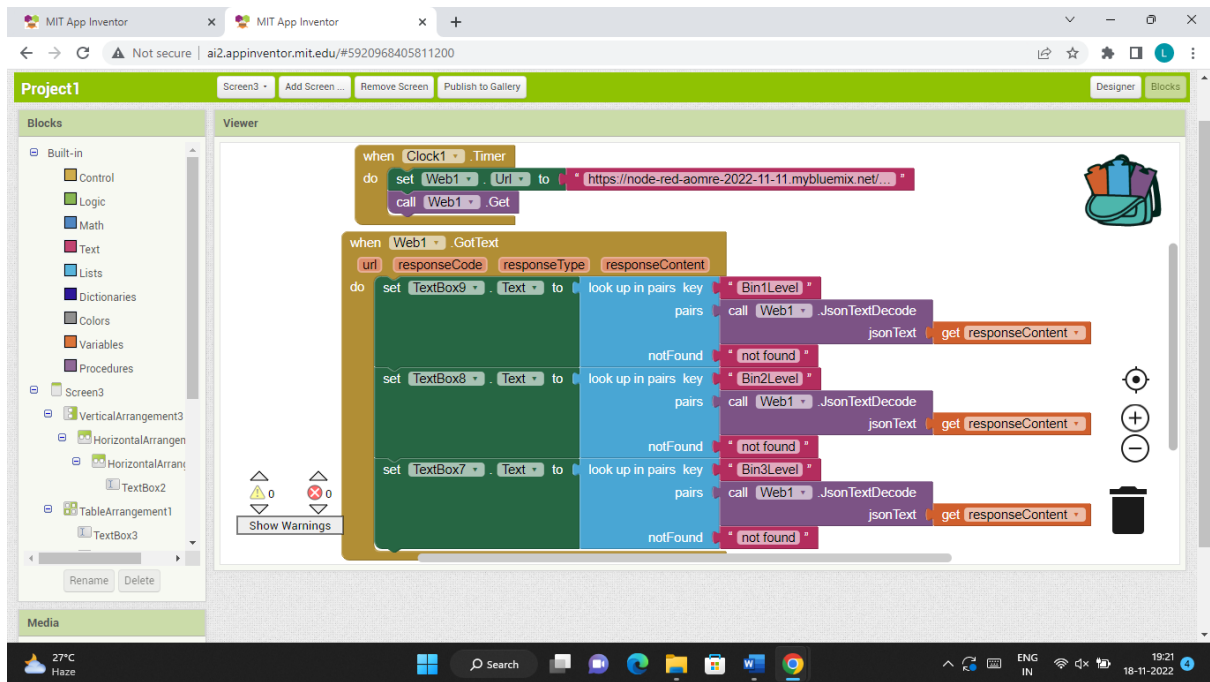 MIT App Inventor
MIT App Inventor
Not secure
ai2.appinventor.mit.edu/#5920968405811200
L
Project1
Screen3
Add Screen ...
Remove Screen
Publish to Gallery
Designer
Blocks
Blocks
Viewer
Built-in
Control
Logic
Math
Text
Lists
Dictionaries
Colors
Variables
Procedures
Screen3
VerticalArrangement3
HorizontalArrangen
HorizontalArrang
TextBox2
TableArrangement1
TextBox3
Rename
Delete
Media
when Clock1 .Timer
do set Web1 . Url to " https://node-red-aomre-2022-11-11.mybluemix.net/... "
call Web1 .Get
when Web1 .GotText
url responseCode responseType responseContent
do set TextBox9 . Text to look up in pairs key " Bin1Level "
pairs call Web1 .JsonTextDecode
jsonText get responseContent
notFound " not found "
set TextBox8 . Text to look up in pairs key " Bin2Level "
pairs call Web1 .JsonTextDecode
jsonText get responseContent
notFound " not found "
set TextBox7 . Text to look up in pairs key " Bin3Level "
pairs call Web1 .JsonTextDecode
jsonText get responseContent
notFound " not found "
0 0
Show Warnings
27°C
Haze
Search
ENG
IN
19:21
18-11-2022
4